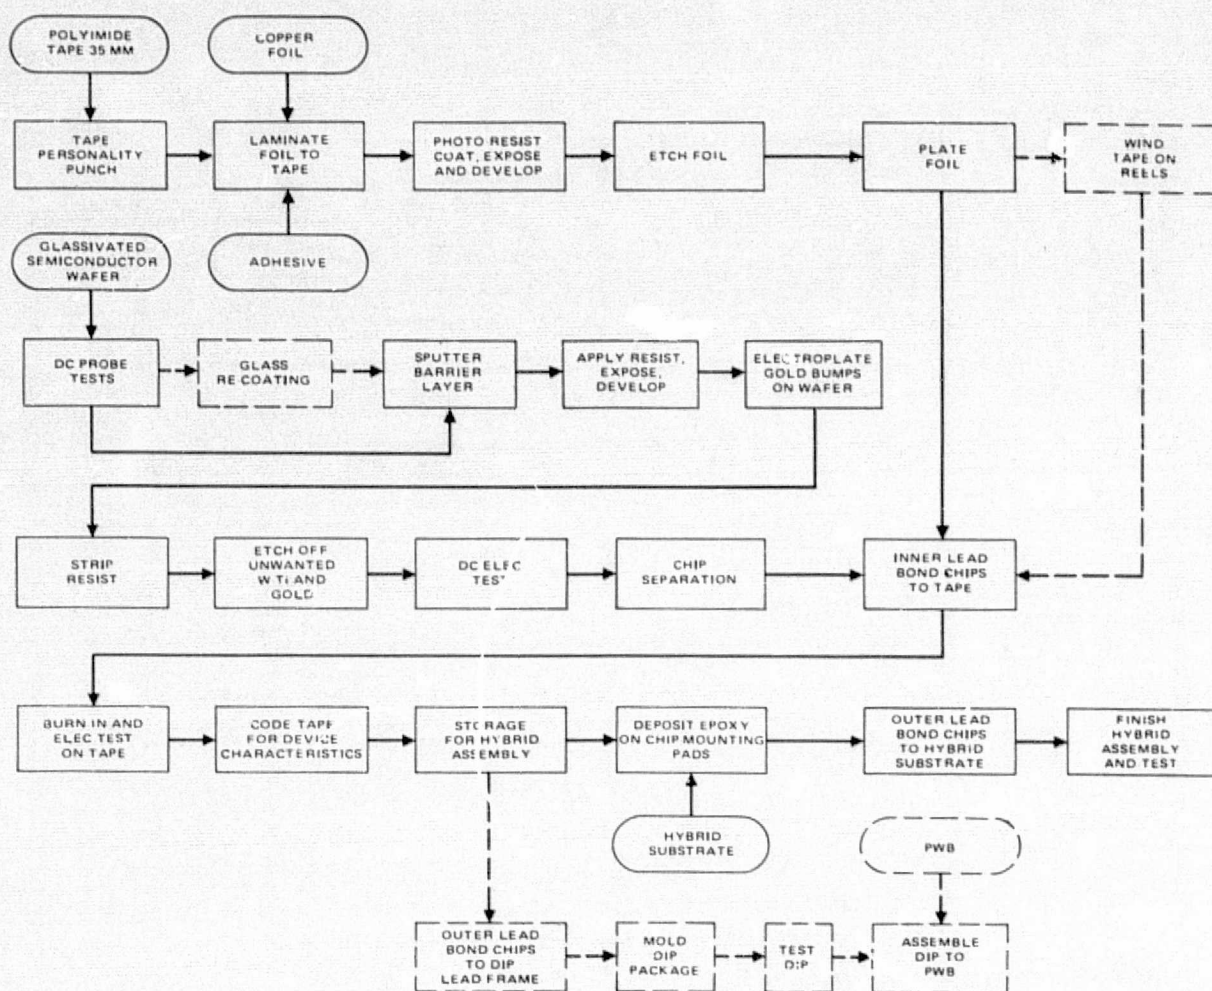 POLYIMIDE
TAPE 35 MM
COPPER
FOIL
TAPE
PERSONALITY
PUNCH
LAMINATE
FOIL TO
TAPE
PHOTO RESIST
COAT, EXPOSE
AND DEVELOP
ETCH FOIL
PLATE
FOIL
WIND
TAPE ON
REELS
GLASSIVATED
SEMICONDUCTOR
WAFER
ADHESIVE
DC PROBE
TESTS
GLASS
RE-COATING
SPUTTER
BARRIER
LAYER
APPLY RESIST,
EXPOSE,
DEVELOP
ELECTROPLATE
GOLD BUMPS
ON WAFER
STRIP
RESIST
ETCH OFF
UNWANTED
W TI AND
GOLD
DC ELEC
TEST
CHIP
SEPARATION
INNER LEAD
BOND CHIPS
TO TAPE
BURN IN AND
ELEC TEST
ON TAPE
CODE TAPE
FOR DEVICE
CHARACTERISTICS
STORAGE
FOR HYBRID
ASSEMBLY
DEPOSIT EPOXY
ON CHIP MOUNTING
PADS
OUTER LEAD
BOND CHIPS
TO HYBRID
SUBSTRATE
FINISH
HYBRID
ASSEMBLY
AND TEST
HYBRID
SUBSTRATE
PWB
OUTER LEAD
BOND CHIPS
TO DIP
LEAD FRAME
MOLD
DIP
PACKAGE
TEST
DIP
ASSEMBLE
DIP TO
PWB